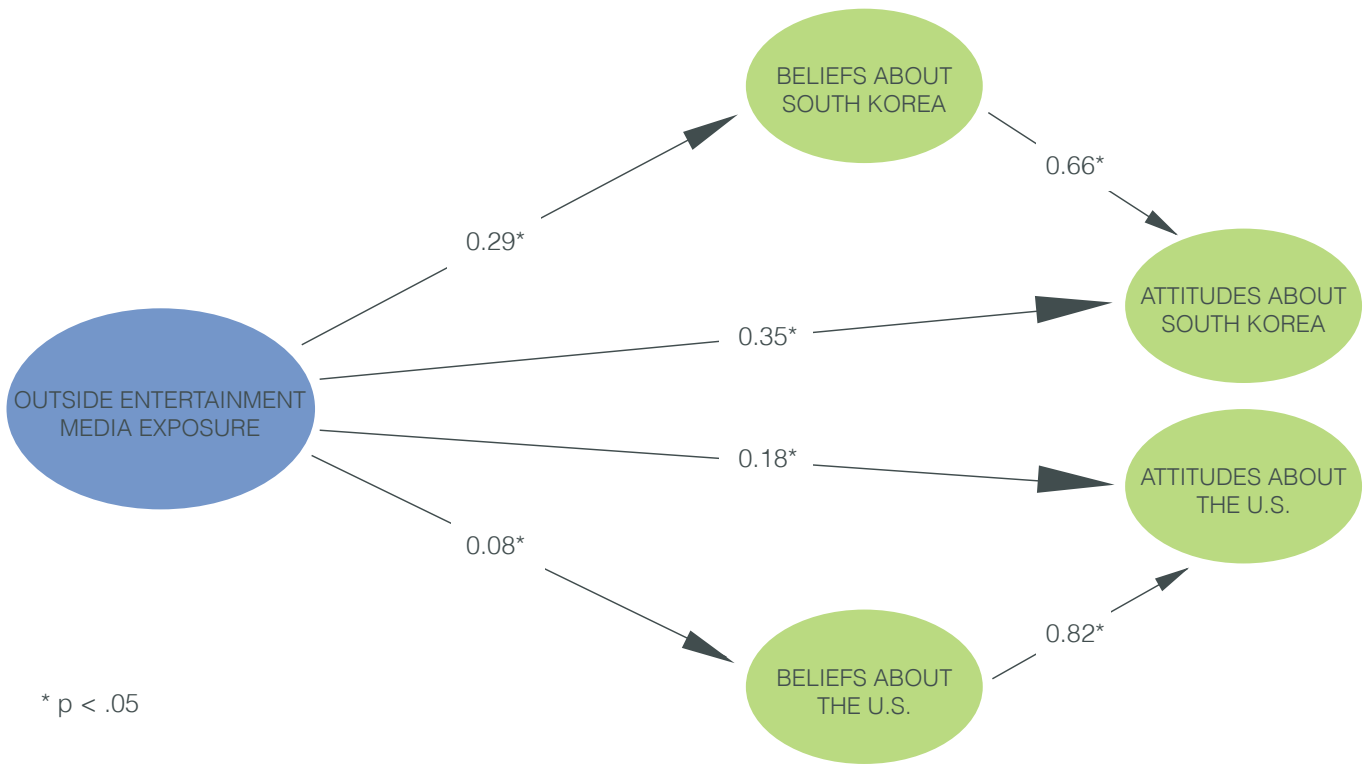 BELIEFS ABOUT
SOUTH KOREA
0.66*
0.29*
ATTITUDES ABOUT
SOUTH KOREA
0.35*
OUTSIDE ENTERTAINMENT
MEDIA EXPOSURE
0.18*
ATTITUDES ABOUT
THE U.S.
0.08*
0.82*
BELIEFS ABOUT
THE U.S.
* p < .05